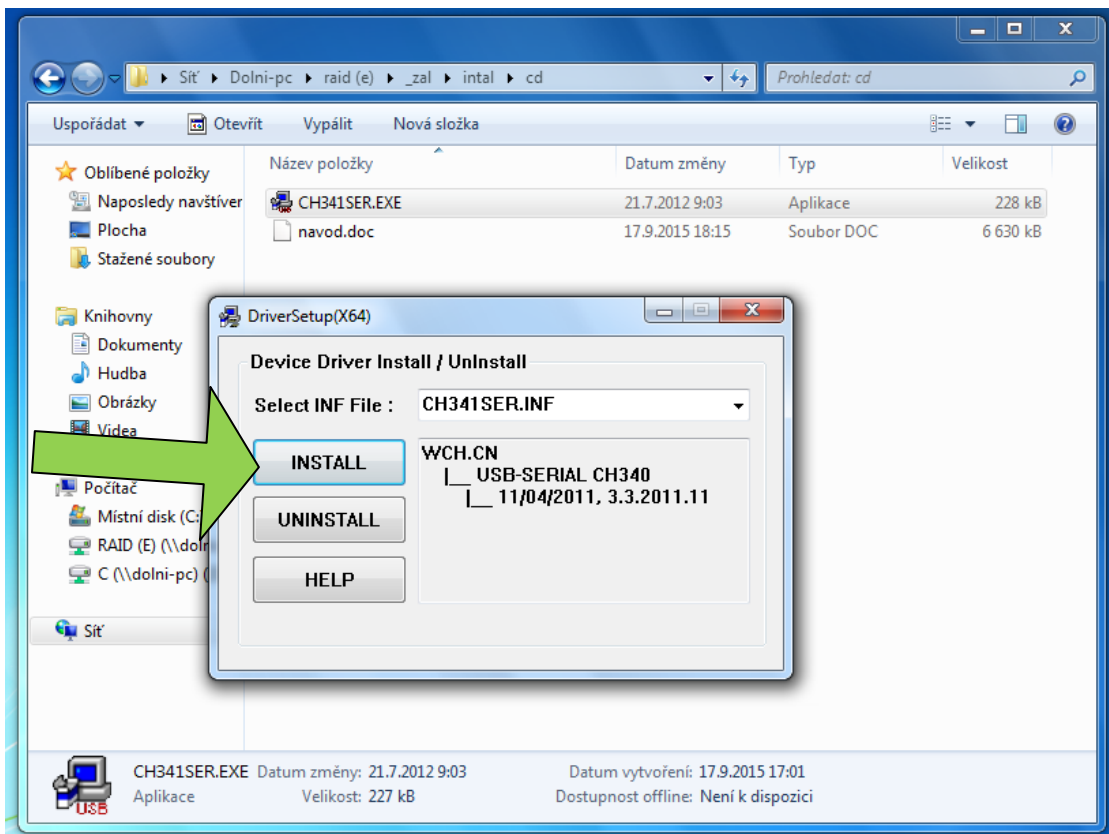 Síť ▸ Dolni-pc ▸ raid (e) ▸ _zal ▸ intal ▸ cd
Prohledat: cd
Uspořádat
Otevřít
Vypálit
Nová složka
Název položky
Datum změny
Typ
Velikost
CH341SER.EXE 21.7.2012 9:03 Aplikace 228 kB
navod.doc 17.9.2015 18:15 Soubor DOC 6 630 kB
Oblíbené položky
Naposledy navštíver
Plocha
Stažené soubory
Knihovny
Dokumenty
Hudba
Obrázky
Videa
Počítač
Místní disk (C:
RAID (E) (\\doln
C (\\dolni-pc) (
Síť
DriverSetup(X64)
Device Driver Install / UnInstall
Select INF File : CH341SER.INF
INSTALL
UNINSTALL
HELP
WCH.CN
|__ USB-SERIAL CH340
|__ 11/04/2011, 3.3.2011.11
CH341SER.EXE Datum změny: 21.7.2012 9:03 Datum vytvoření: 17.9.2015 17:01
Aplikace Velikost: 227 kB Dostupnost offline: Není k dispozici
USB